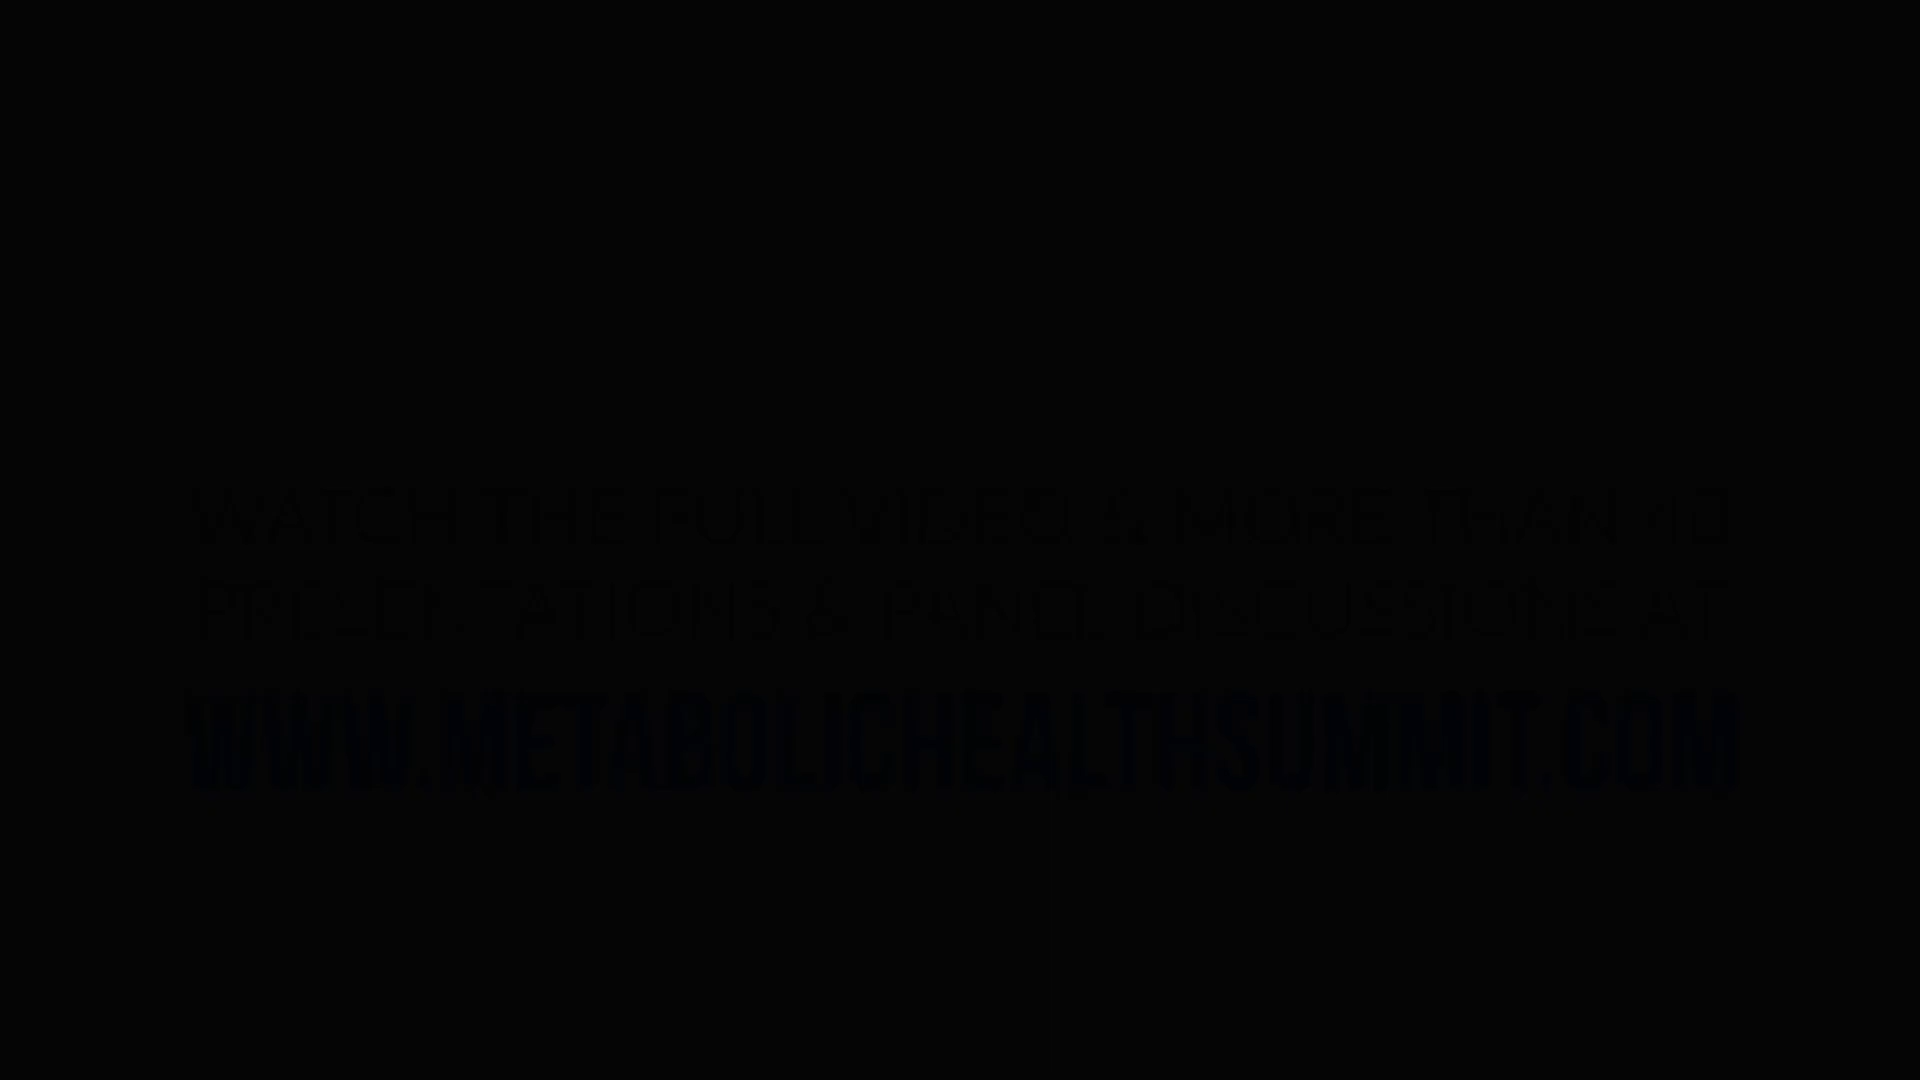 WATCH THE FULL VIDEO & MORE THAN 40
PRESENTATIONS & PANEL DISCUSSIONS AT
WWW.METABOLICHEALTHSUMMIT.COM